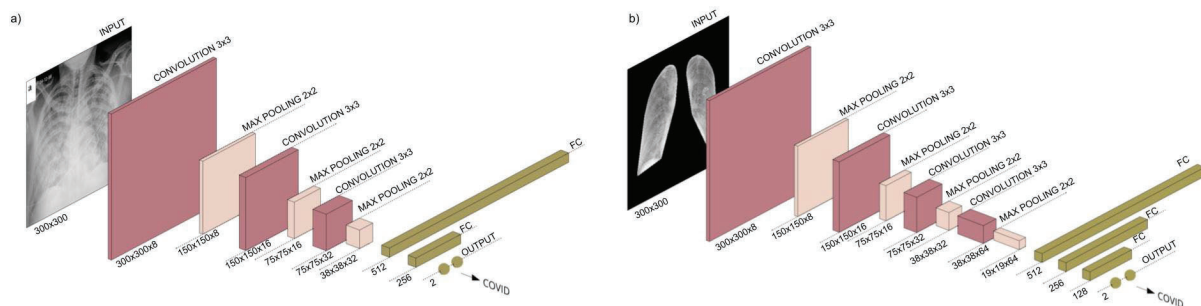 a)
INPUT
300x300
CONVOLUTION 3x3
300x300x8
MAX POOLING 2x2
150x150x8
CONVOLUTION 3x3
150x150x16
MAX POOLING 2x2
75x75x16
CONVOLUTION 3x3
75x75x32
MAX POOLING 2x2
38x38x32
FC
512
FC
256
OUTPUT
2
COVID
b)
INPUT
300x300
CONVOLUTION 3x3
300x300x8
MAX POOLING 2x2
150x150x8
CONVOLUTION 3x3
150x150x16
MAX POOLING 2x2
75x75x16
CONVOLUTION 3x3
75x75x32
MAX POOLING 2x2
38x38x32
CONVOLUTION 3x3
38x38x64
MAX POOLING 2x2
19x19x64
FC
512
FC
256
FC
128
OUTPUT
2
COVID